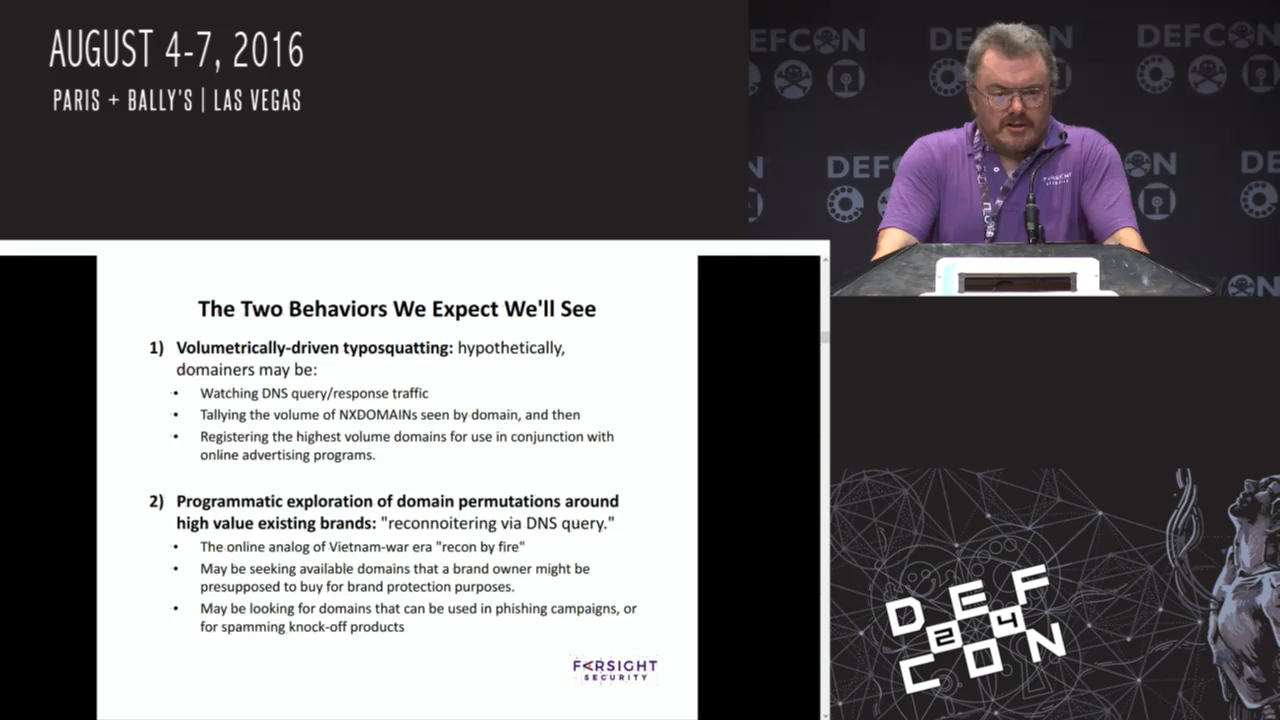 AUGUST 4-7, 2016
PARIS + BALLY'S | LAS VEGAS
DEFCON
DEFCON
DEFCON
DEFCON
The Two Behaviors We Expect We'll See
1) Volumetrically-driven typosquatting: hypothetically,
domainers may be:
• Watching DNS query/response traffic
• Tallying the volume of NXDOMAINs seen by domain, and then
• Registering the highest volume domains for use in conjunction with
online advertising programs.
2) Programmatic exploration of domain permutations around
high value existing brands: "reconnoitering via DNS query."
• The online analog of Vietnam-war era "recon by fire"
• May be seeking available domains that a brand owner might be
presupposed to buy for brand protection purposes.
• May be looking for domains that can be used in phishing campaigns, or
for spamming knock-off products
FARSIGHT
SECURITY
DEF
24
CON